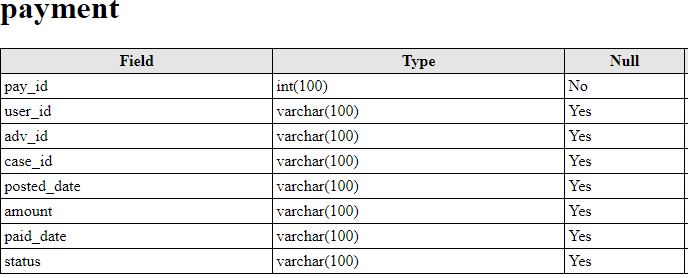 payment
Field Type Null
pay_id int(100) No
user_id varchar(100) Yes
adv_id varchar(100) Yes
case_id varchar(100) Yes
posted_date varchar(100) Yes
amount varchar(100) Yes
paid_date varchar(100) Yes
status varchar(100) Yes